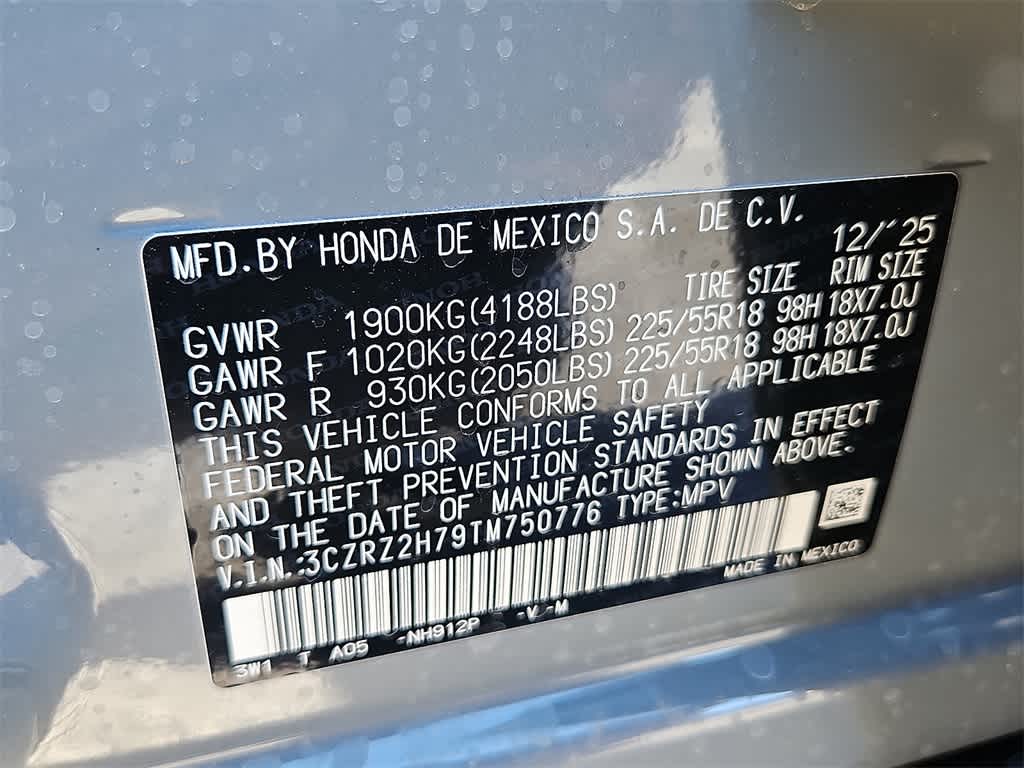 MFD.BY HONDA DE MEXICO S.A. DE C.V. 12/'25
TIRE SIZE RIM SIZE
GVWR 1900KG(4188LBS)
GAWR F 1020KG(2248LBS) 225/55R18 98H 18X7.0J
GAWR R 930KG(2050LBS) 225/55R18 98H 18X7.0J
THIS VEHICLE CONFORMS TO ALL APPLICABLE
FEDERAL MOTOR VEHICLE SAFETY
AND THEFT PREVENTION STANDARDS IN EFFECT
ON THE DATE OF MANUFACTURE SHOWN ABOVE.
V.I.N.:3CZRZ2H79TM750776 TYPE:MPV
MADE IN MEXICO
3W1 T A05 -NH912P -V -M